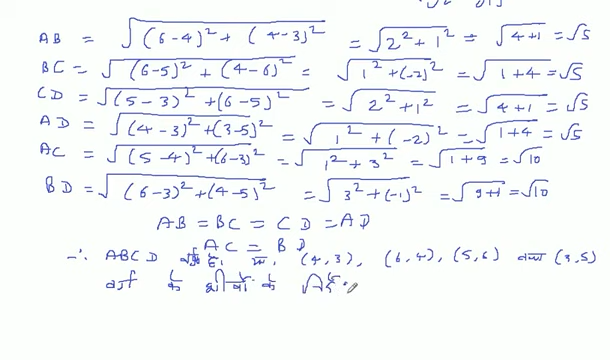 AB = √(6-4)² + (4-3)² = √2² + 1² = √4+1 = √5
BC = √(6-5)² + (4-6)² = √1² + (-2)² = √1+4 = √5
CD = √(5-3)² + (6-5)² = √2² + 1² = √4+1 = √5
AD = √(4-3)² + (3-5)² = √1² + (-2)² = √1+4 = √5
AC = √(5-4)² + (6-3)² = √1² + 3² = √1+9 = √10
BD = √(6-3)² + (4-5)² = √3² + (-1)² = √9+1 = √10
AB = BC = CD = AD
AC = BD
∴ ABCD वर्ग है, (4,3), (6,4), (5,6) तथा (3,5)
वर्ग के शीर्षों के